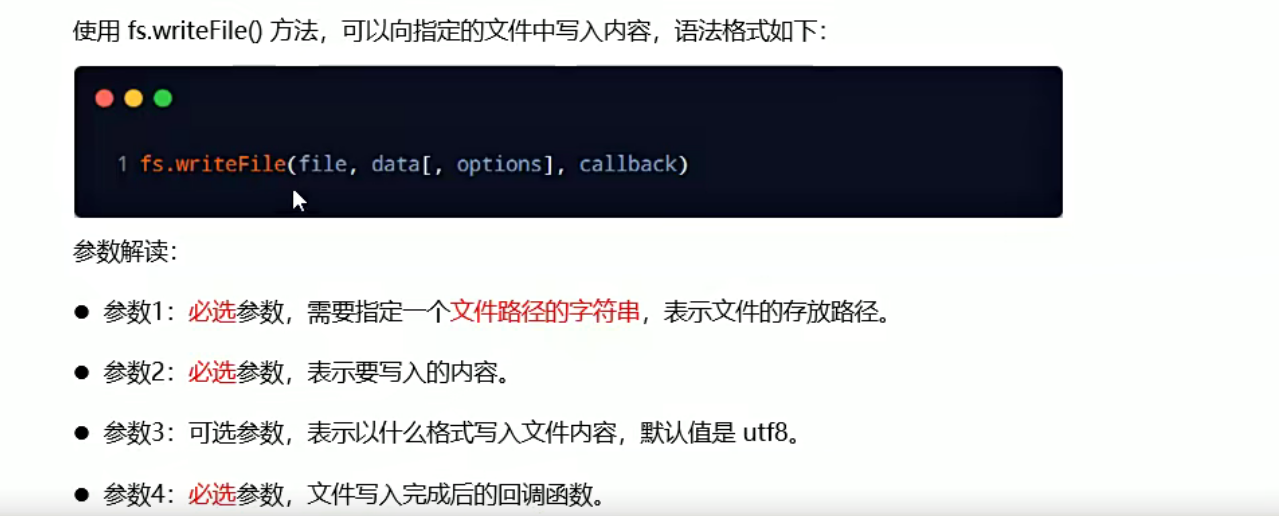 使用 fs.writeFile() 方法，可以向指定的文件中写入内容，语法格式如下：
1 fs.writeFile(file, data[, options], callback)
参数解读：
● 参数1：必选参数，需要指定一个文件路径的字符串，表示文件的存放路径。
● 参数2：必选参数，表示要写入的内容。
● 参数3：可选参数，表示以什么格式写入文件内容，默认值是 utf8。
● 参数4：必选参数，文件写入完成后的回调函数。